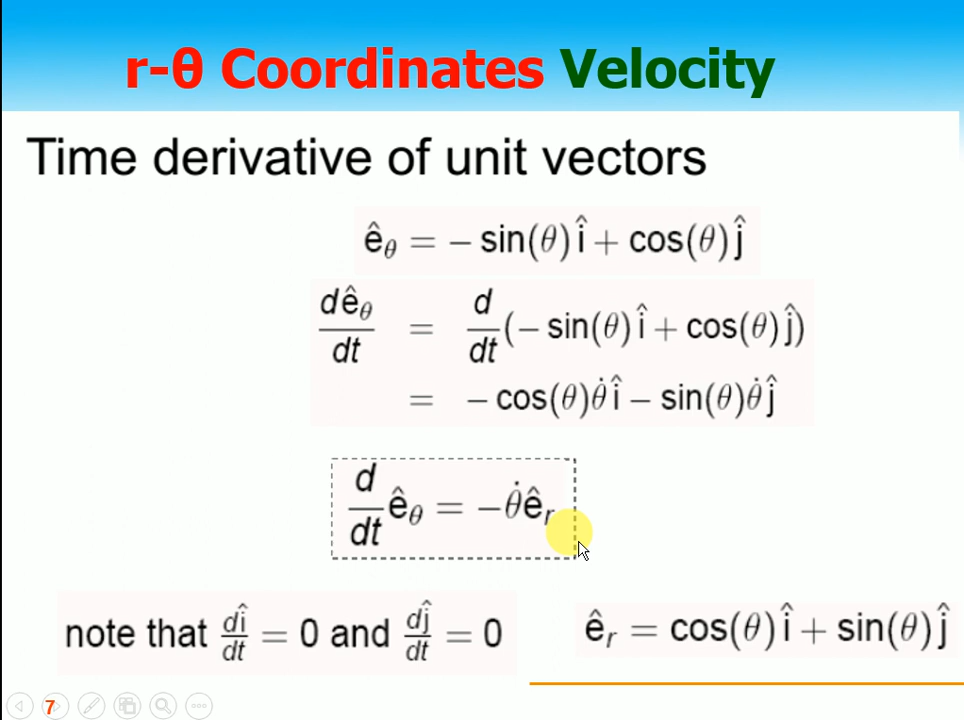 r-θ Coordinates Velocity
Time derivative of unit vectors
ê_θ = − sin(θ) î + cos(θ) ĵ
dê_θ/dt = d/dt (− sin(θ) î + cos(θ) ĵ)
= − cos(θ)θ̇ î − sin(θ)θ̇ ĵ
d/dt ê_θ = −θ̇ ê_r
note that dî/dt = 0 and dĵ/dt = 0
ê_r = cos(θ) î + sin(θ) ĵ
7